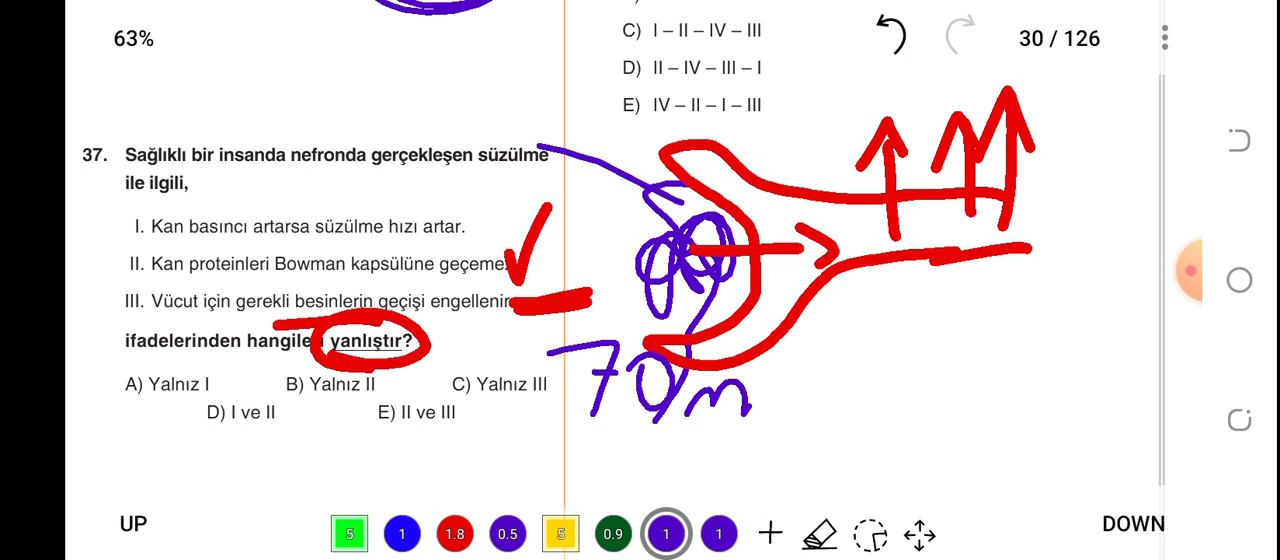 63%
C) I – II – IV – III
D) II – IV – III – I
E) IV – II – I – III
30 / 126
37. Sağlıklı bir insanda nefronda gerçekleşen süzülme
ile ilgili,
I. Kan basıncı artarsa süzülme hızı artar.
II. Kan proteinleri Bowman kapsülüne
III. Vücut için gerekli besinlerin geçişi engellenir
ifadelerinden yanlıştır?
A) Yalnız I B) Yalnız II C) Yalnız III
D) I ve II E) II ve III
70 m
UP
5 1 1.8 0.5 5 0.9 1 1
DOWN